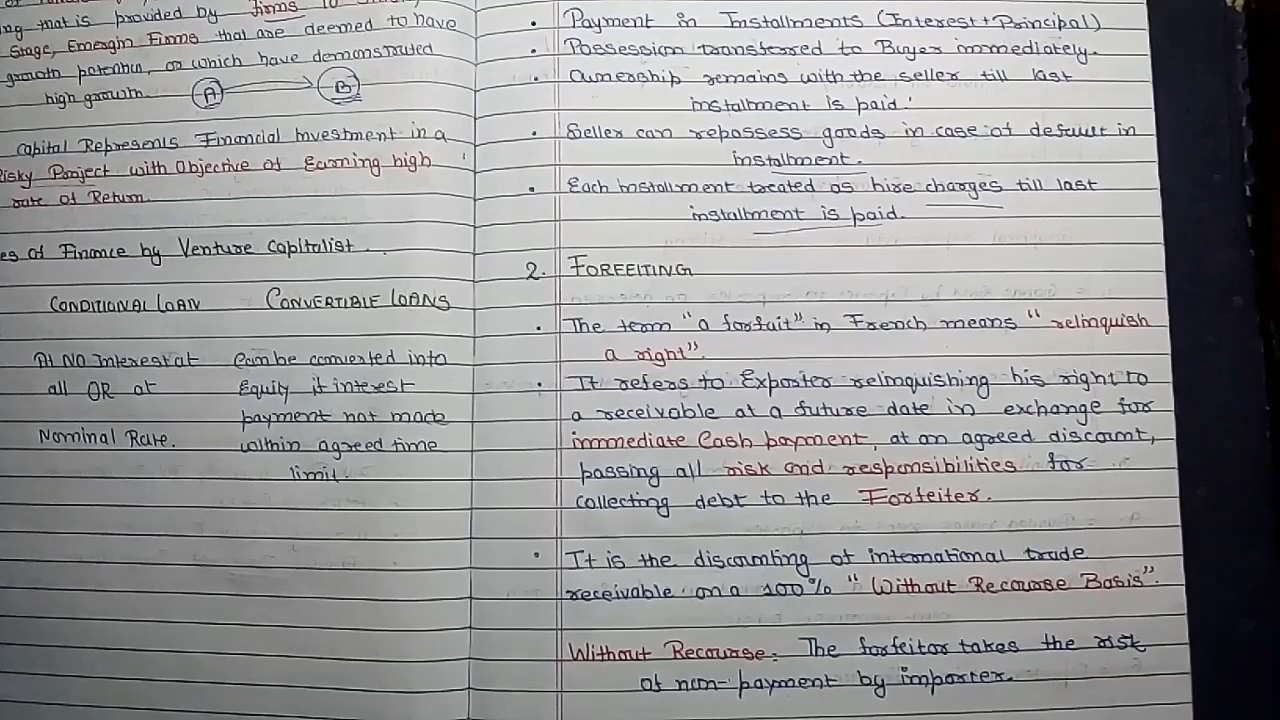 ng that is provided by firms to
Stage, Emergin Firms that are deemed to have
growth potential, or which have demonstrated
high growth.
A B
Capital Represents Financial Investment in a
Risky Project with Objective of Earning high
rate of Return.
es of Finance by Venture Capitalist.
CONDITIONAL LOAN CONVERTIBLE LOANS
At No Interest at
all OR at
Nominal Rate.
Can be converted into
Equity if interest
payment not made
within agreed time
limit.
• Payment in Installments (Interest+Principal)
• Possession transferred to Buyer immediately.
• Ownership remains with the seller till last
installment is paid.
• Seller can repossess goods in case of default in
installment.
• Each Installment treated as hire charges till last
installment is paid.
2. FORFEITING
• The term "a forfait" in French means "relinquish
a right".
• It refers to Exporter relinquishing his right to
a receivable at a future date in exchange for
immediate Cash payment, at an agreed discount,
passing all risk and responsibilities for
collecting debt to the Forfeiter.
• It is the discounting of international trade
receivable on a 100% "Without Recourse Basis".
Without Recourse:- The forfeitor takes the risk
of non-payment by importer.